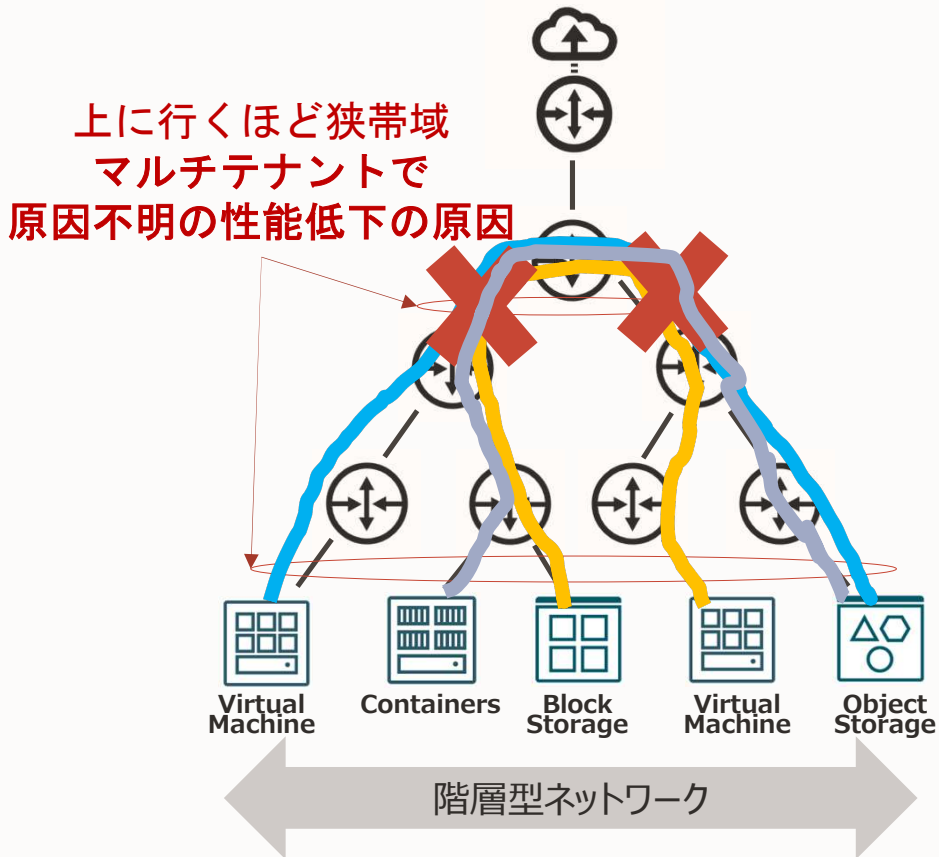 上に行くほど狭帯域
マルチテナントで
原因不明の性能低下の原因
Virtual
Machine
Containers
Block
Storage
Virtual
Machine
Object
Storage
階層型ネットワーク